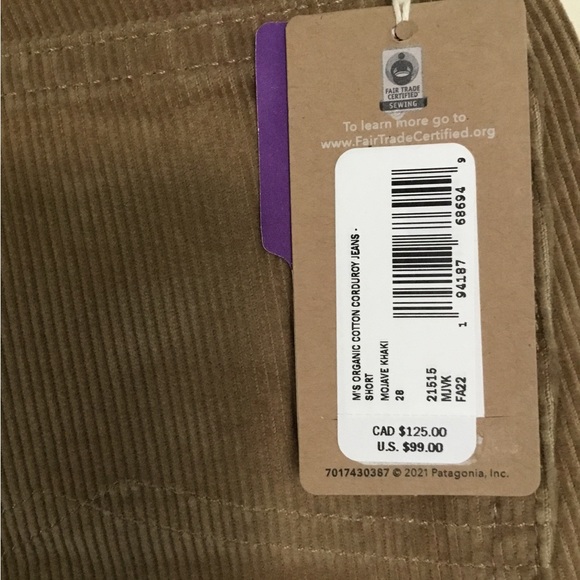 FAIR TRADE
CERTIFIED
SEWING
To learn more go to
www.FairTradeCertified.org
M'S ORGANIC COTTON CORDUROY JEANS -
SHORT
MOJAVE KHAKI
28
21515
MJVK
FA22
1 94187 68694 9
CAD $125.00
U.S. $99.00
7017430387 © 2021 Patagonia, Inc.